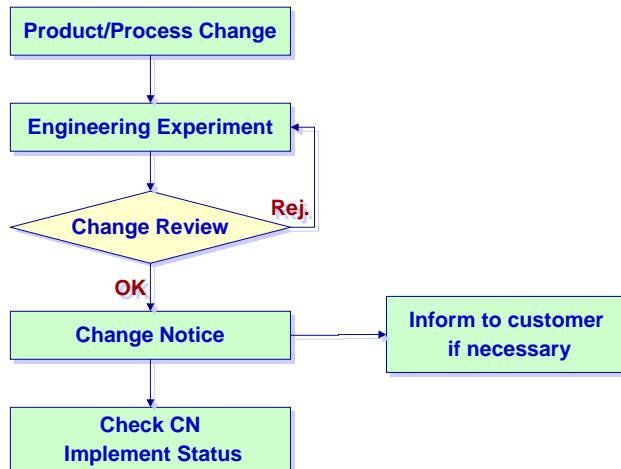 Product/Process Change
Engineering Experiment
Rej.
Change Review
OK
Change Notice
Inform to customer
if necessary
Check CN
Implement Status